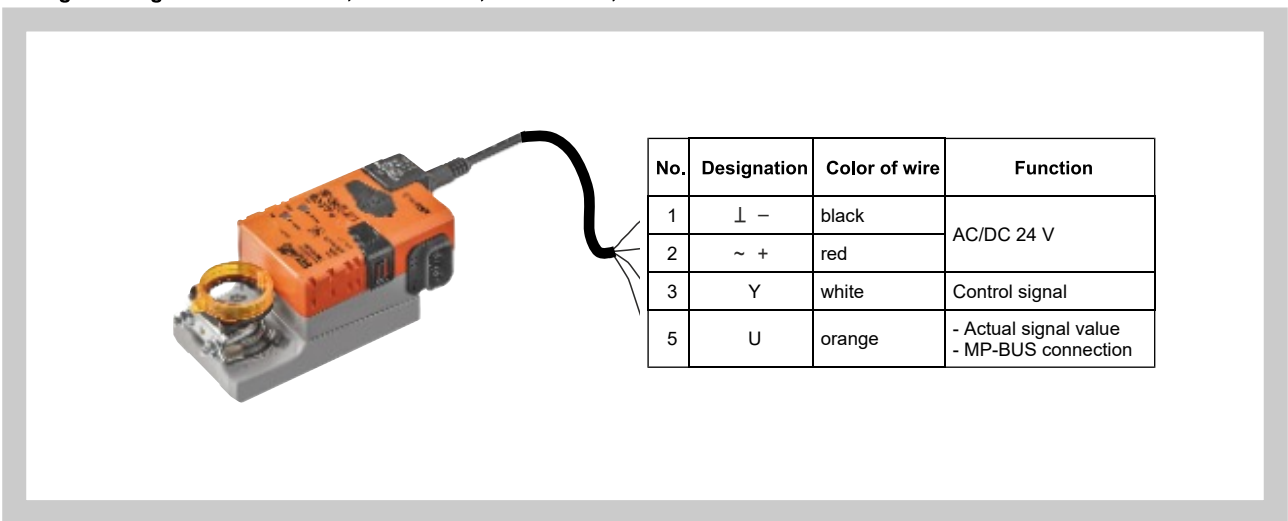 No. Designation Color of wire Function
1 ⊥ – black
AC/DC 24 V
2 ~ + red
3 Y white Control signal
5 U orange - Actual signal value
- MP-BUS connection